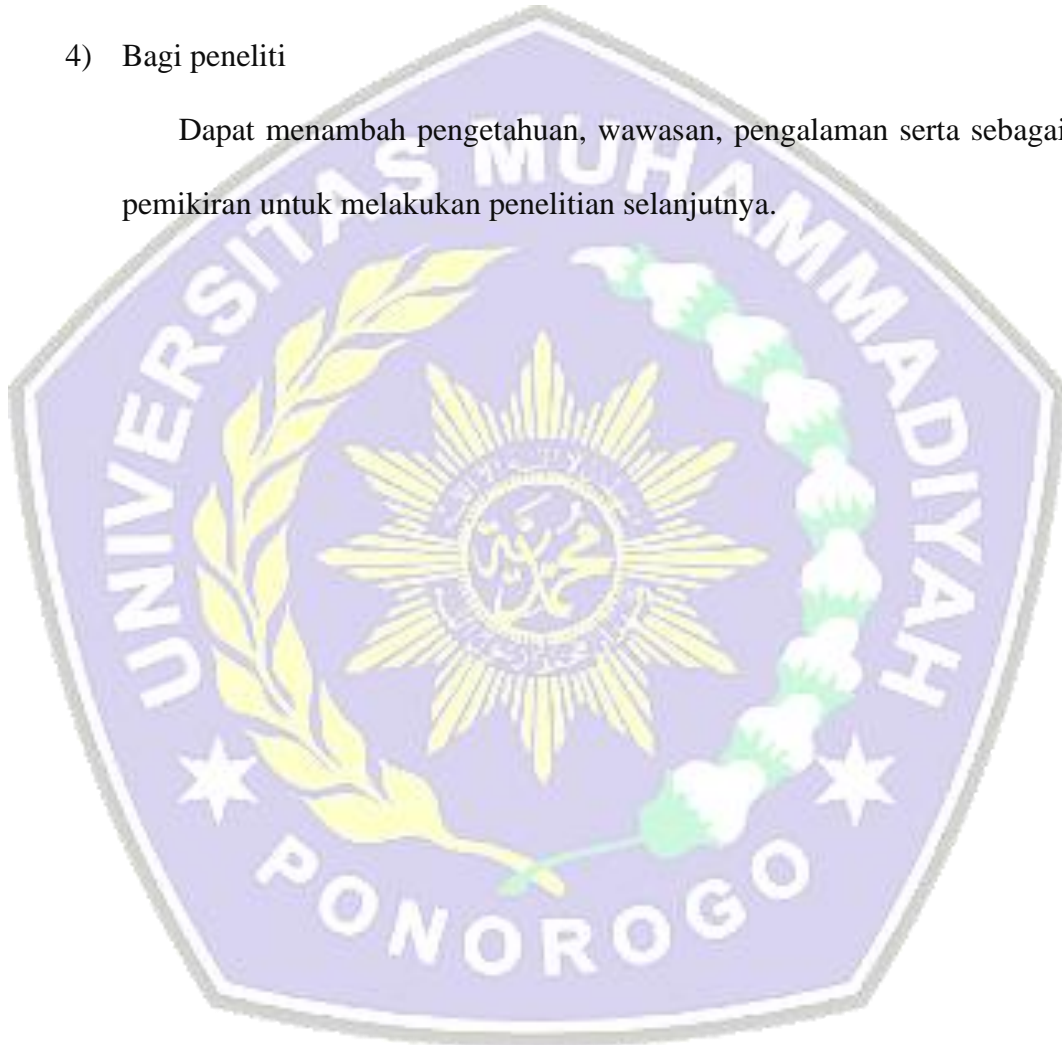 4) Bagi peneliti
Dapat menambah pengetahuan, wawasan, pengalaman serta sebagai
pemikiran untuk melakukan penelitian selanjutnya.
UNIVERSITAS MUHAMMADIYAH
PONOROGO